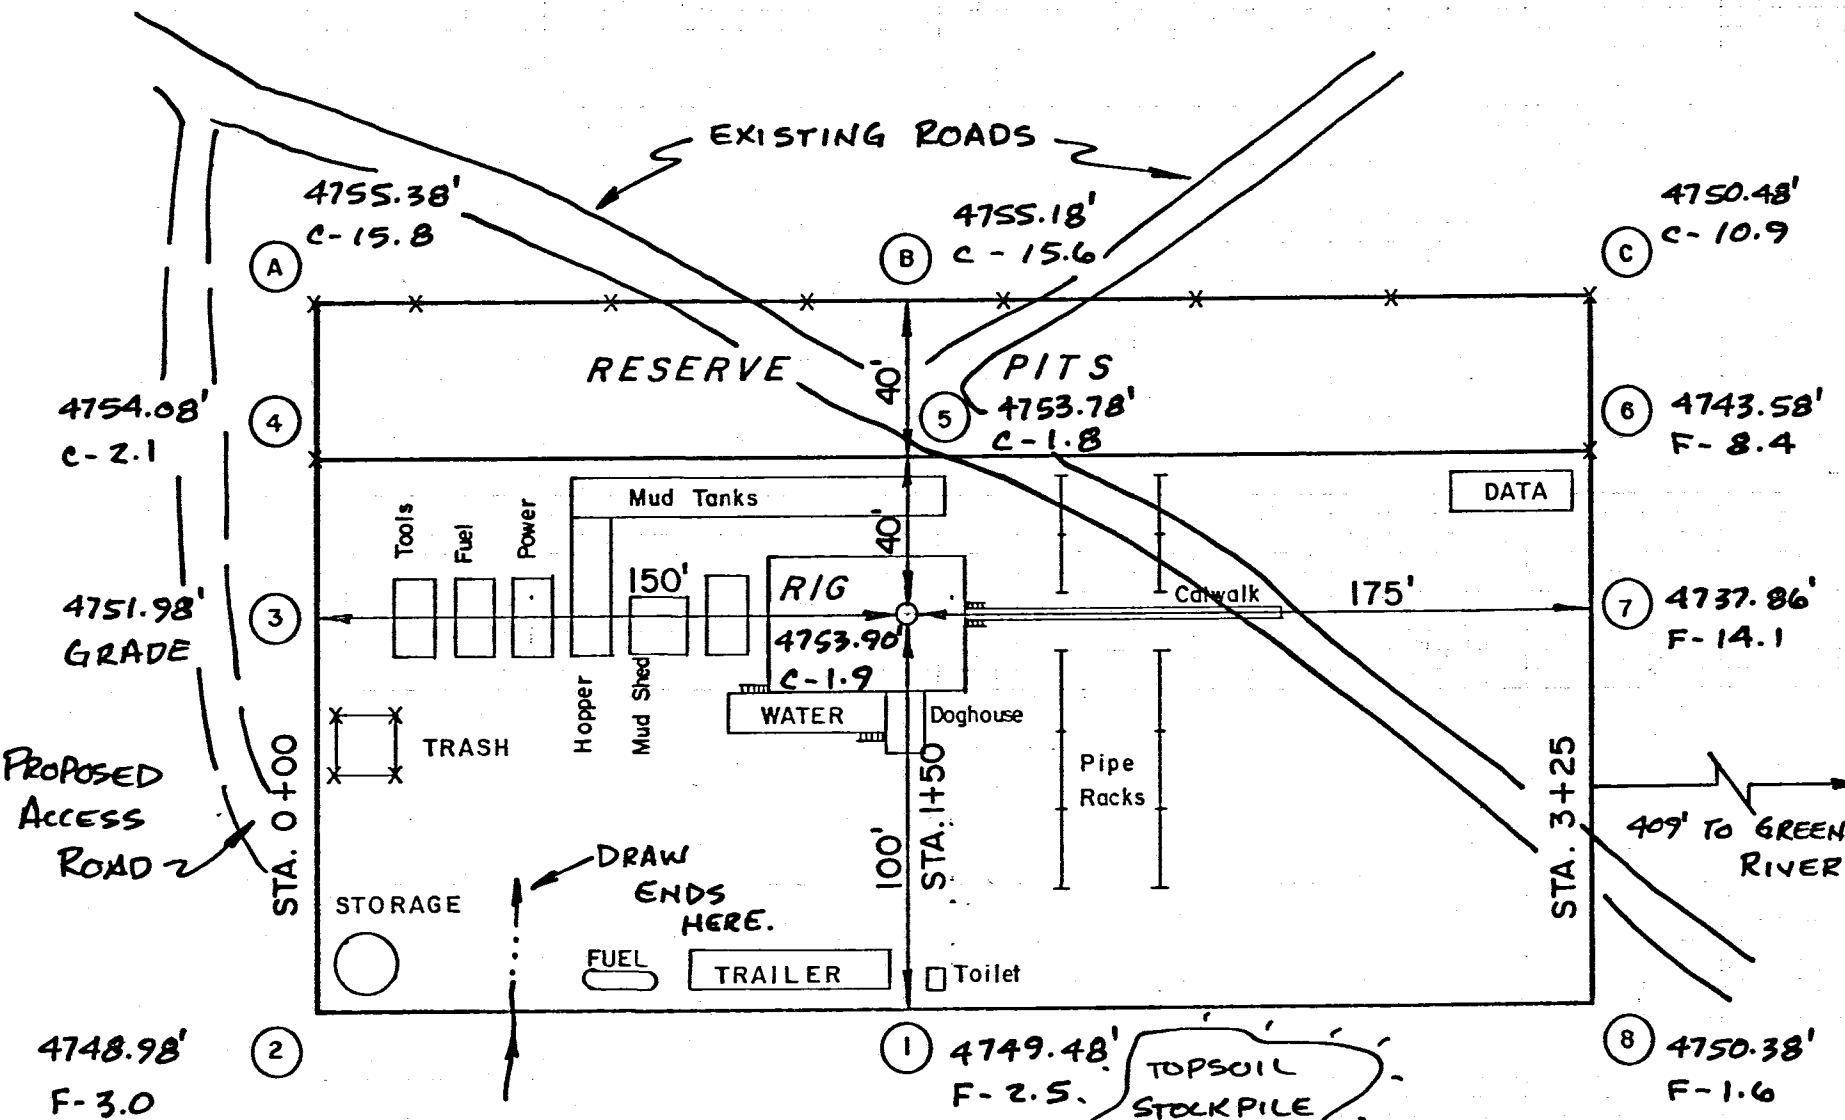 EXISTING ROADS
4755.38'
C-15.8
A
4755.18'
C-15.6
B
4750.48'
C-10.9
C
RESERVE PITS
40'
4754.08'
C-2.1
4
5
4753.78'
C-1.8
6
4743.58'
F-8.4
Mud Tanks
DATA
Tools
Fuel
Power
40'
150'
RIG
Catwalk
175'
4751.98'
GRADE
3
7
4737.86'
F-14.1
4753.90'
C-1.9
Hopper
Mud Shed
WATER
Doghouse
TRASH
Pipe
Racks
PROPOSED
ACCESS
ROAD
STA. 0+00
100'
STA. 1+50
STA. 3+25
409' TO GREEN
RIVER
DRAW
ENDS
HERE.
STORAGE
FUEL
TRAILER
Toilet
4748.98'
F-3.0
2
1
4749.48'
F-2.5.
TOPSOIL
STOCKPILE
8
4750.38'
F-1.6